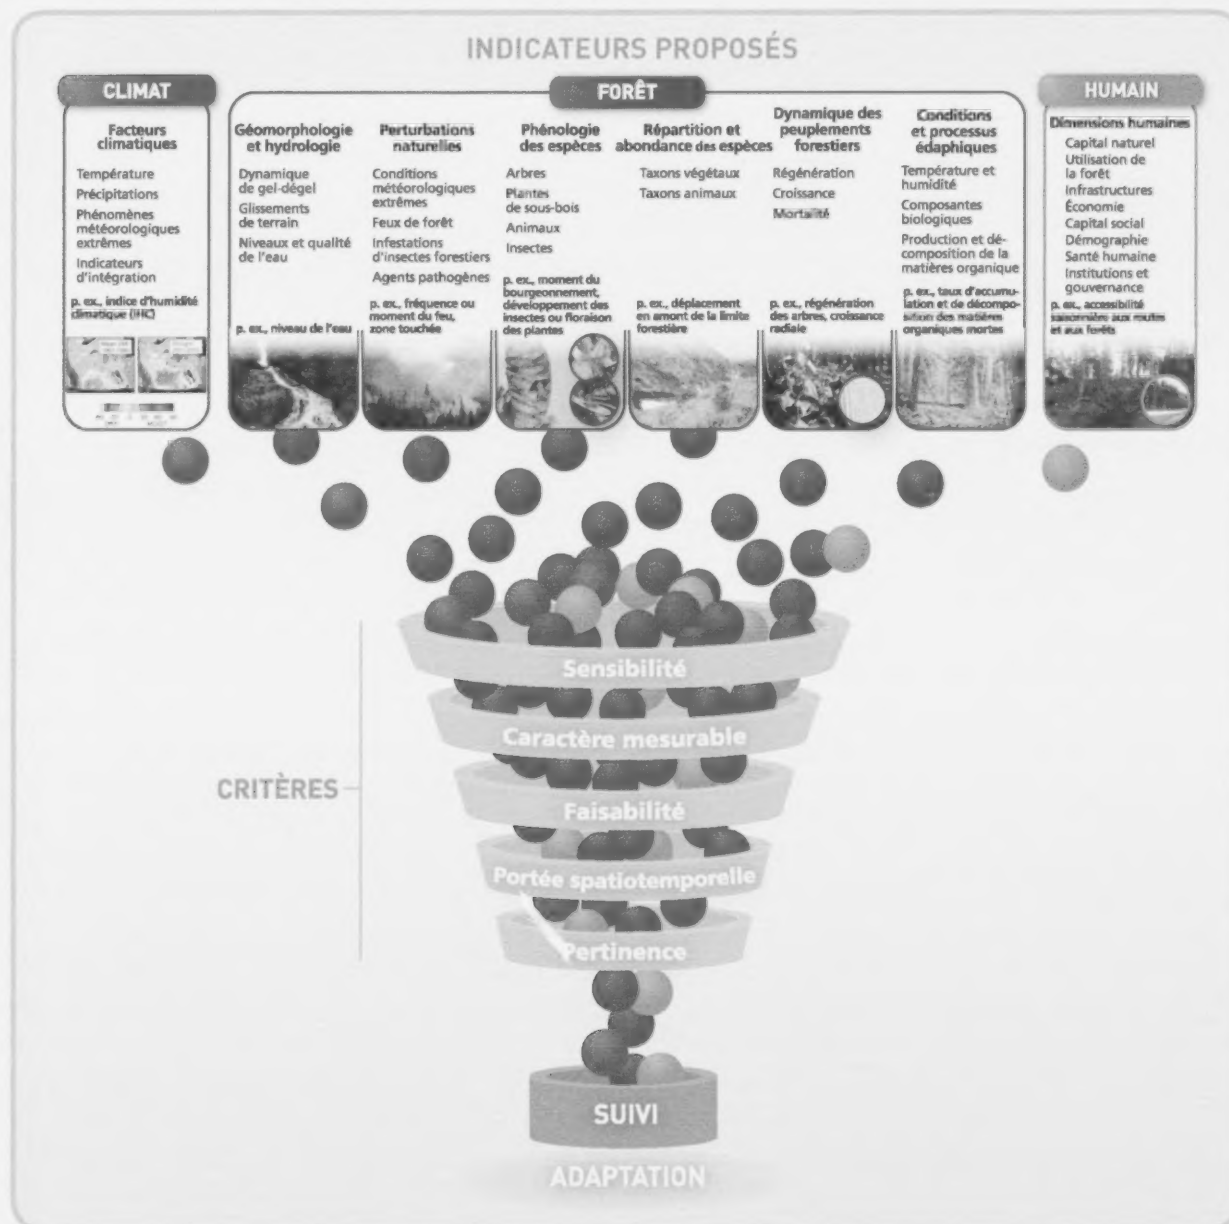 INDICATEURS PROPOSÉS
CLIMAT
Facteurs
climatiques
Température
Précipitations
Phénomènes
météorologiques
extrêmes
Indicateurs
d'intégration
p. ex., indice d'humidité
climatique (IHC)
FORÊT
Géomorphologie
et hydrologie
Dynamique
de gel-dégel
Glissements
de terrain
Niveaux et qualité
de l'eau
p. ex., niveau de l'eau
Perturbations
naturelles
Conditions
météorologiques
extrêmes
Feux de forêt
Infestations
d'insectes forestiers
Agents pathogènes
p. ex., fréquence ou
moment du feu,
zone touchée
Phénologie
des espèces
Arbres
Plantes
de sous-bois
Animaux
Insectes
p. ex., moment du
bourgeonnement,
développement des
insectes ou floraison
des plantes
Répartition et
abondance des espèces
Taxons végétaux
Taxons animaux
p. ex., déplacement
en amont de la limite
forestière
Dynamique des
peuplements
forestiers
Régénération
Croissance
Mortalité
p. ex., régénération
des arbres, croissance
radiale
Conditions
et processus
édaphiques
Température et
humidité
Composantes
biologiques
Production et dé-
composition de la
matières organique
p. ex., taux d'accumu-
lation et de décompo-
sition des matières
organiques mortes
HUMAIN
Dimensions humaines
Capital naturel
Utilisation de
la forêt
Infrastructures
Économie
Capital social
Démographie
Santé humaine
Institutions et
gouvernance
p. ex., accessibilité
saisonnière aux routes
et aux forêts
CRITÈRES
Sensibilité
Caractère mesurable
Faisabilité
Portée spatiotemporelle
Pertinence
SUIVI
ADAPTATION